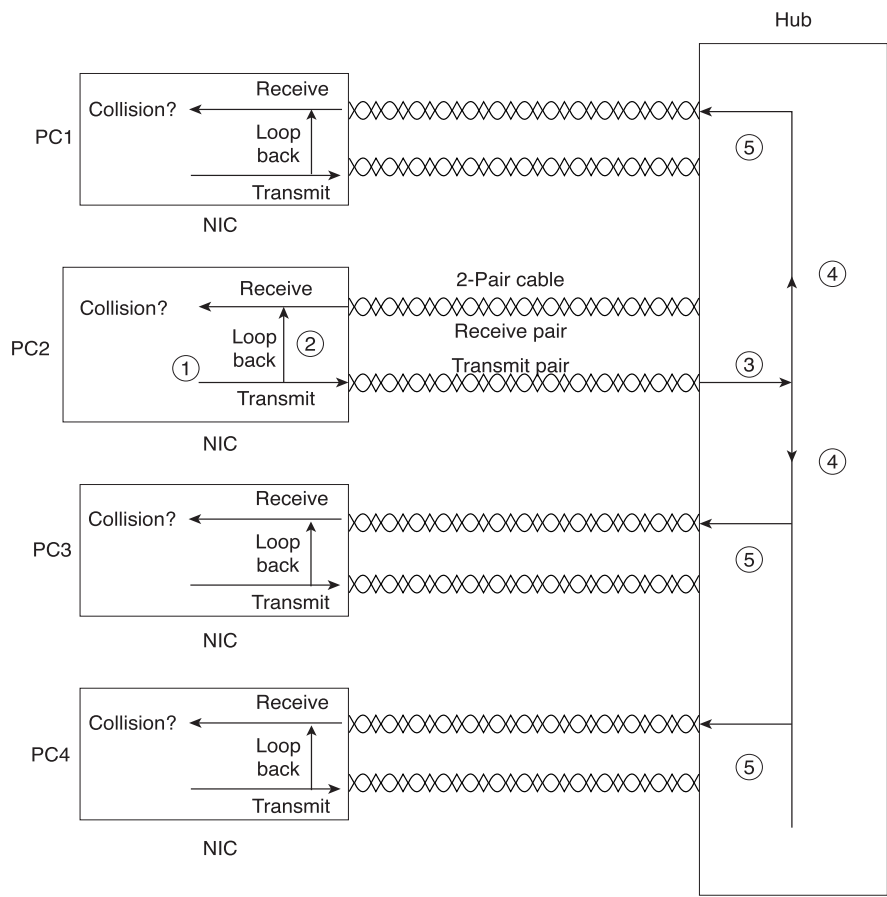 Hub
Receive
Collision?
Loop
back
PC1
5
Transmit
NIC
2-Pair cable
4
Receive
Collision?
Receive pair
Loop
back
2
PC2
1
Transmit pair
3
Transmit
NIC
4
Receive
Collision?
Loop
back
PC3
5
Transmit
NIC
Receive
Collision?
Loop
back
PC4
5
Transmit
NIC